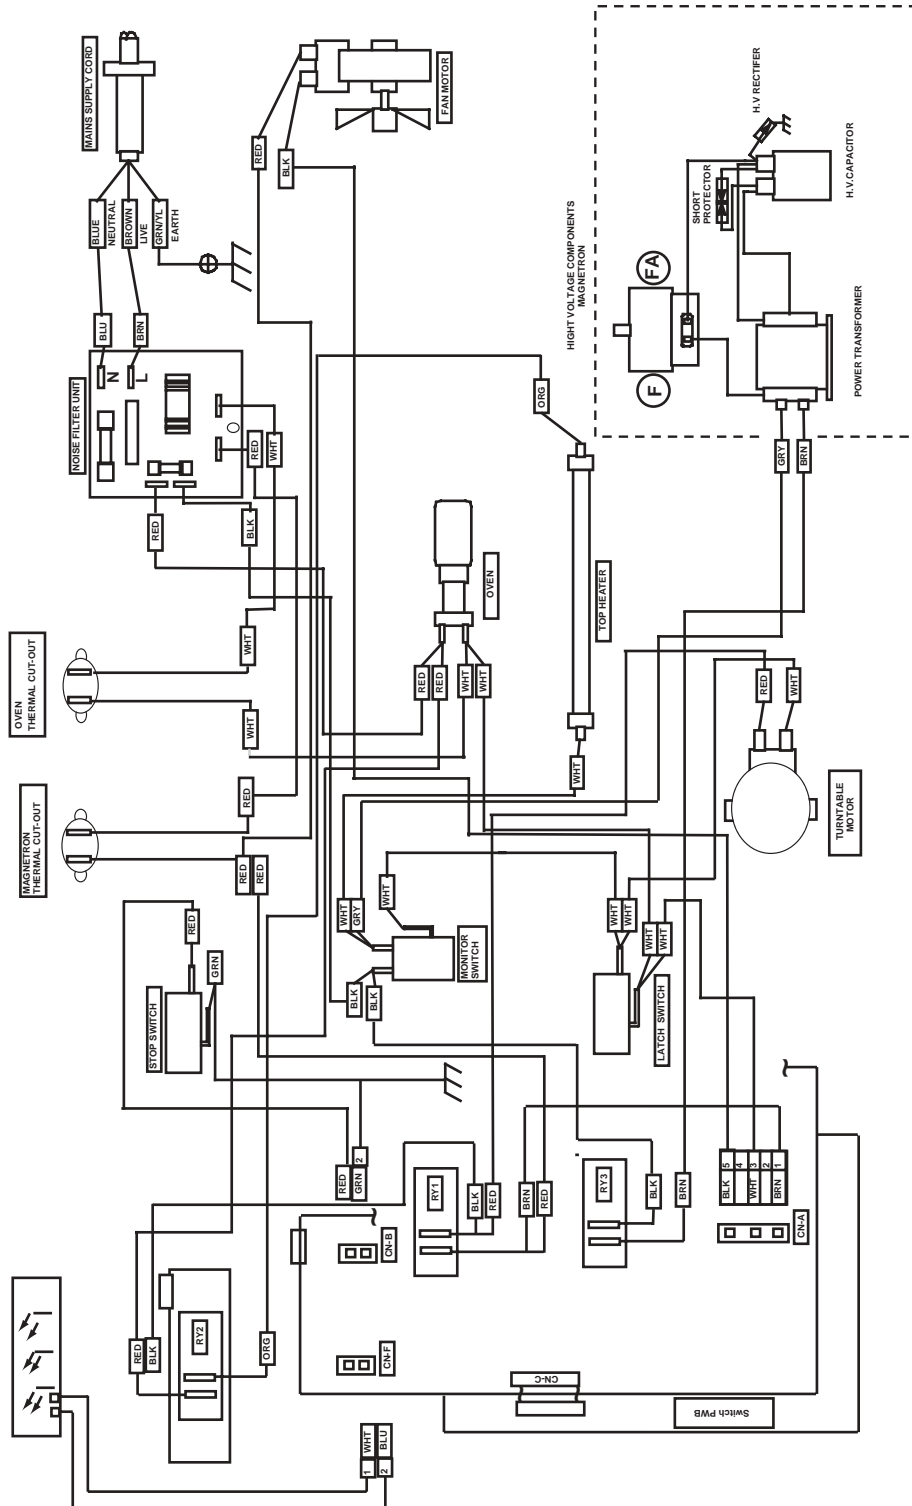 MAINS SUPPLY CORD
BLUE
NEUTRAL
BROWN
LIVE
GRN/YL
EARTH
BLU
BRN
NOISE FILTER UNIT
N
L
RED
BLK
RED
WHT
RED
BLK
FAN MOTOR
HIGHT VOLTAGE COMPONENTS
MAGNETRON
F
FA
SHORT
PROTECTOR
H.V RECTIFER
H.V.CAPACITOR
POWER TRANSFORMER
GRY
BRN
ORG
TOP HEATER
WHT
OVEN
RED
RED
WHT
WHT
OVEN
THERMAL CUT-OUT
WHT
WHT
MAGNETRON
THERMAL CUT-OUT
RED
RED
RED
RED
WHT
TURNTABLE
MOTOR
STOP SWITCH
RED
GRN
WHT
GRY
WHT
MONITOR
SWITCH
BLK
BLK
WHT
WHT
WHT
WHT
LATCH SWITCH
RED
GRN
2
CN-B
RY1
BLK
RED
BRN
RED
RY3
BLK
BRN
BLK
5
4
WHT
3
2
BRN
1
CN-A
RED
BLK
RY2
ORG
CN-F
CN-C
Switch PWB
WHT
1
BLU
2